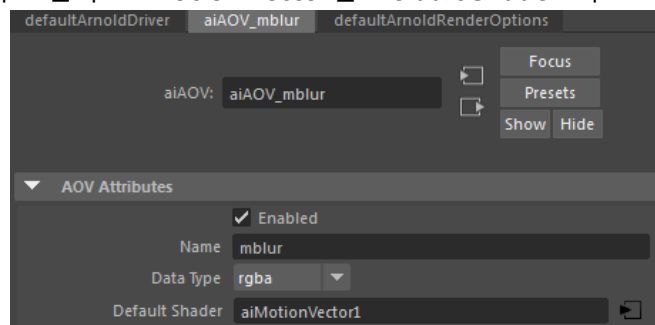 defaultArnoldDriver aiAOV_mblur defaultArnoldRenderOptions
Focus
aiAOV: aiAOV_mblur Presets
Show Hide
AOV Attributes
Enabled
Name mblur
Data Type rgba
Default Shader aiMotionVector1